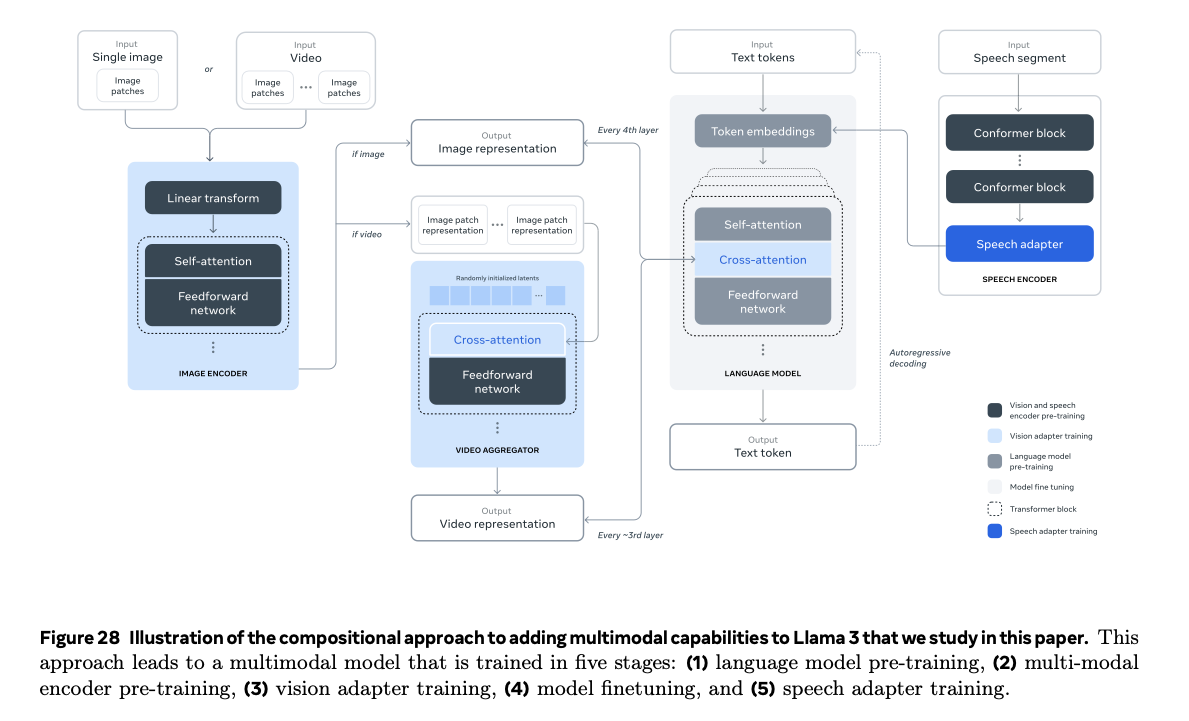 Input
Single image
Image
patches
or
Input
Video
Image
patches
...
Image
patches
Linear transform
Self-attention
Feedforward
network
IMAGE ENCODER
if image
if video
Output
Image representation
Image patch
representation
...
Image patch
representation
Randomly initialized latents
...
Cross-attention
Feedforward
network
VIDEO AGGREGATOR
Output
Video representation
Every 4th layer
Every ~3rd layer
Input
Text tokens
Token embeddings
Self-attention
Cross-attention
Feedforward
network
LANGUAGE MODEL
Output
Text token
Autoregressive
decoding
Input
Speech segment
Conformer block
Conformer block
Speech adapter
SPEECH ENCODER
Vision and speech
encoder pre-training
Vision adapter training
Language model
pre-training
Model fine tuning
Transformer block
Speech adapter training
Figure 28 Illustration of the compositional approach to adding multimodal capabilities to Llama 3 that we study in this paper. This
approach leads to a multimodal model that is trained in five stages: (1) language model pre-training, (2) multi-modal
encoder pre-training, (3) vision adapter training, (4) model finetuning, and (5) speech adapter training.